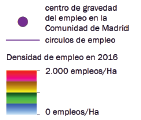 centro de gravedad
del empleo en la
Comunidad de Madrid
círculos de empleo
Densidad de empleo en 2016
2.000 empleos/Ha
0 empleos/Ha